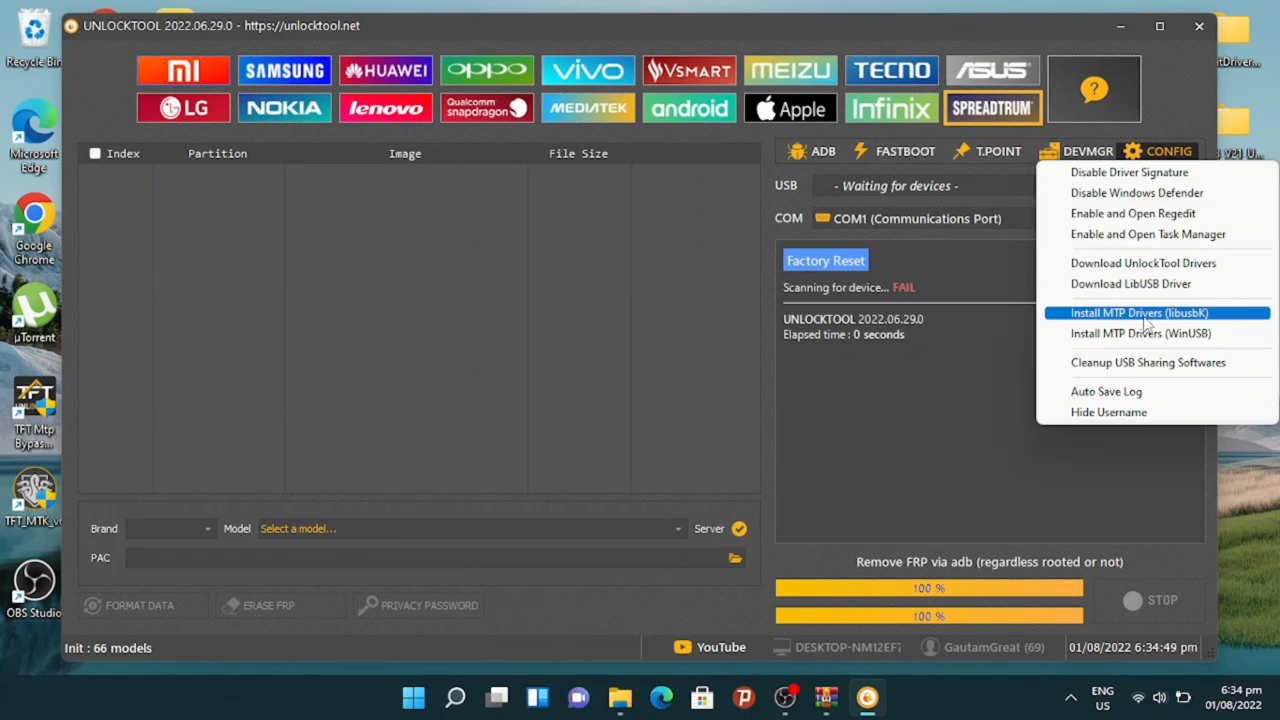 UNLOCKTOOL 2022.06.29.0 - https://unlocktool.net
Recycle Bin
Microsoft
Edge
Google
Chrome
µTorrent
TFT Mtp
Bypas...
TFT_MTK_v
OBS Studio
mi
SAMSUNG
HUAWEI
oppo
vivo
VSMART
MEIZU
TECNO
ASUS
?
LG
NOKIA
lenovo
Qualcomm
snapdragon
MEDIATEK
android
Apple
Infinix
SPREADTRUM
Index
Partition
Image
File Size
ADB
FASTBOOT
T.POINT
DEVMGR
CONFIG
USB
- Waiting for devices -
COM
COM1 (Communications Port)
Factory Reset
Scanning for device... FAIL
UNLOCKTOOL 2022.06.29.0
Elapsed time : 0 seconds
Disable Driver Signature
Disable Windows Defender
Enable and Open Regedit
Enable and Open Task Manager
Download UnlockTool Drivers
Download LibUSB Driver
Install MTP Drivers (libusbK)
Install MTP Drivers (WinUSB)
Cleanup USB Sharing Softwares
Auto Save Log
Hide Username
Brand
Model
Select a model...
Server
PAC
FORMAT DATA
ERASE FRP
PRIVACY PASSWORD
Remove FRP via adb (regardless rooted or not)
100 %
100 %
STOP
Init : 66 models
YouTube
DESKTOP-NM12EF7
GautamGreat (69)
01/08/2022 6:34:49 pm
ENG
US
6:34 pm
01/08/2022